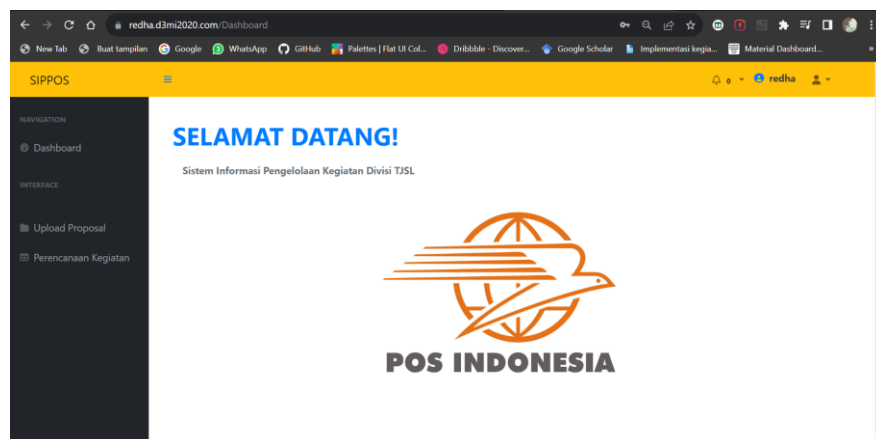 redha.d3mi2020.com/Dashboard
New Tab Buat tampilan Google WhatsApp GitHub Palettes | Flat UI Col... Dribbble - Discover... Google Scholar Implementasi kegia... Material Dashboard... »
SIPPOS
0 redha
NAVIGATION
Dashboard
INTERFACE
Upload Proposal
Perencanaan Kegiatan
SELAMAT DATANG!
Sistem Informasi Pengelolaan Kegiatan Divisi TJSL
POS INDONESIA